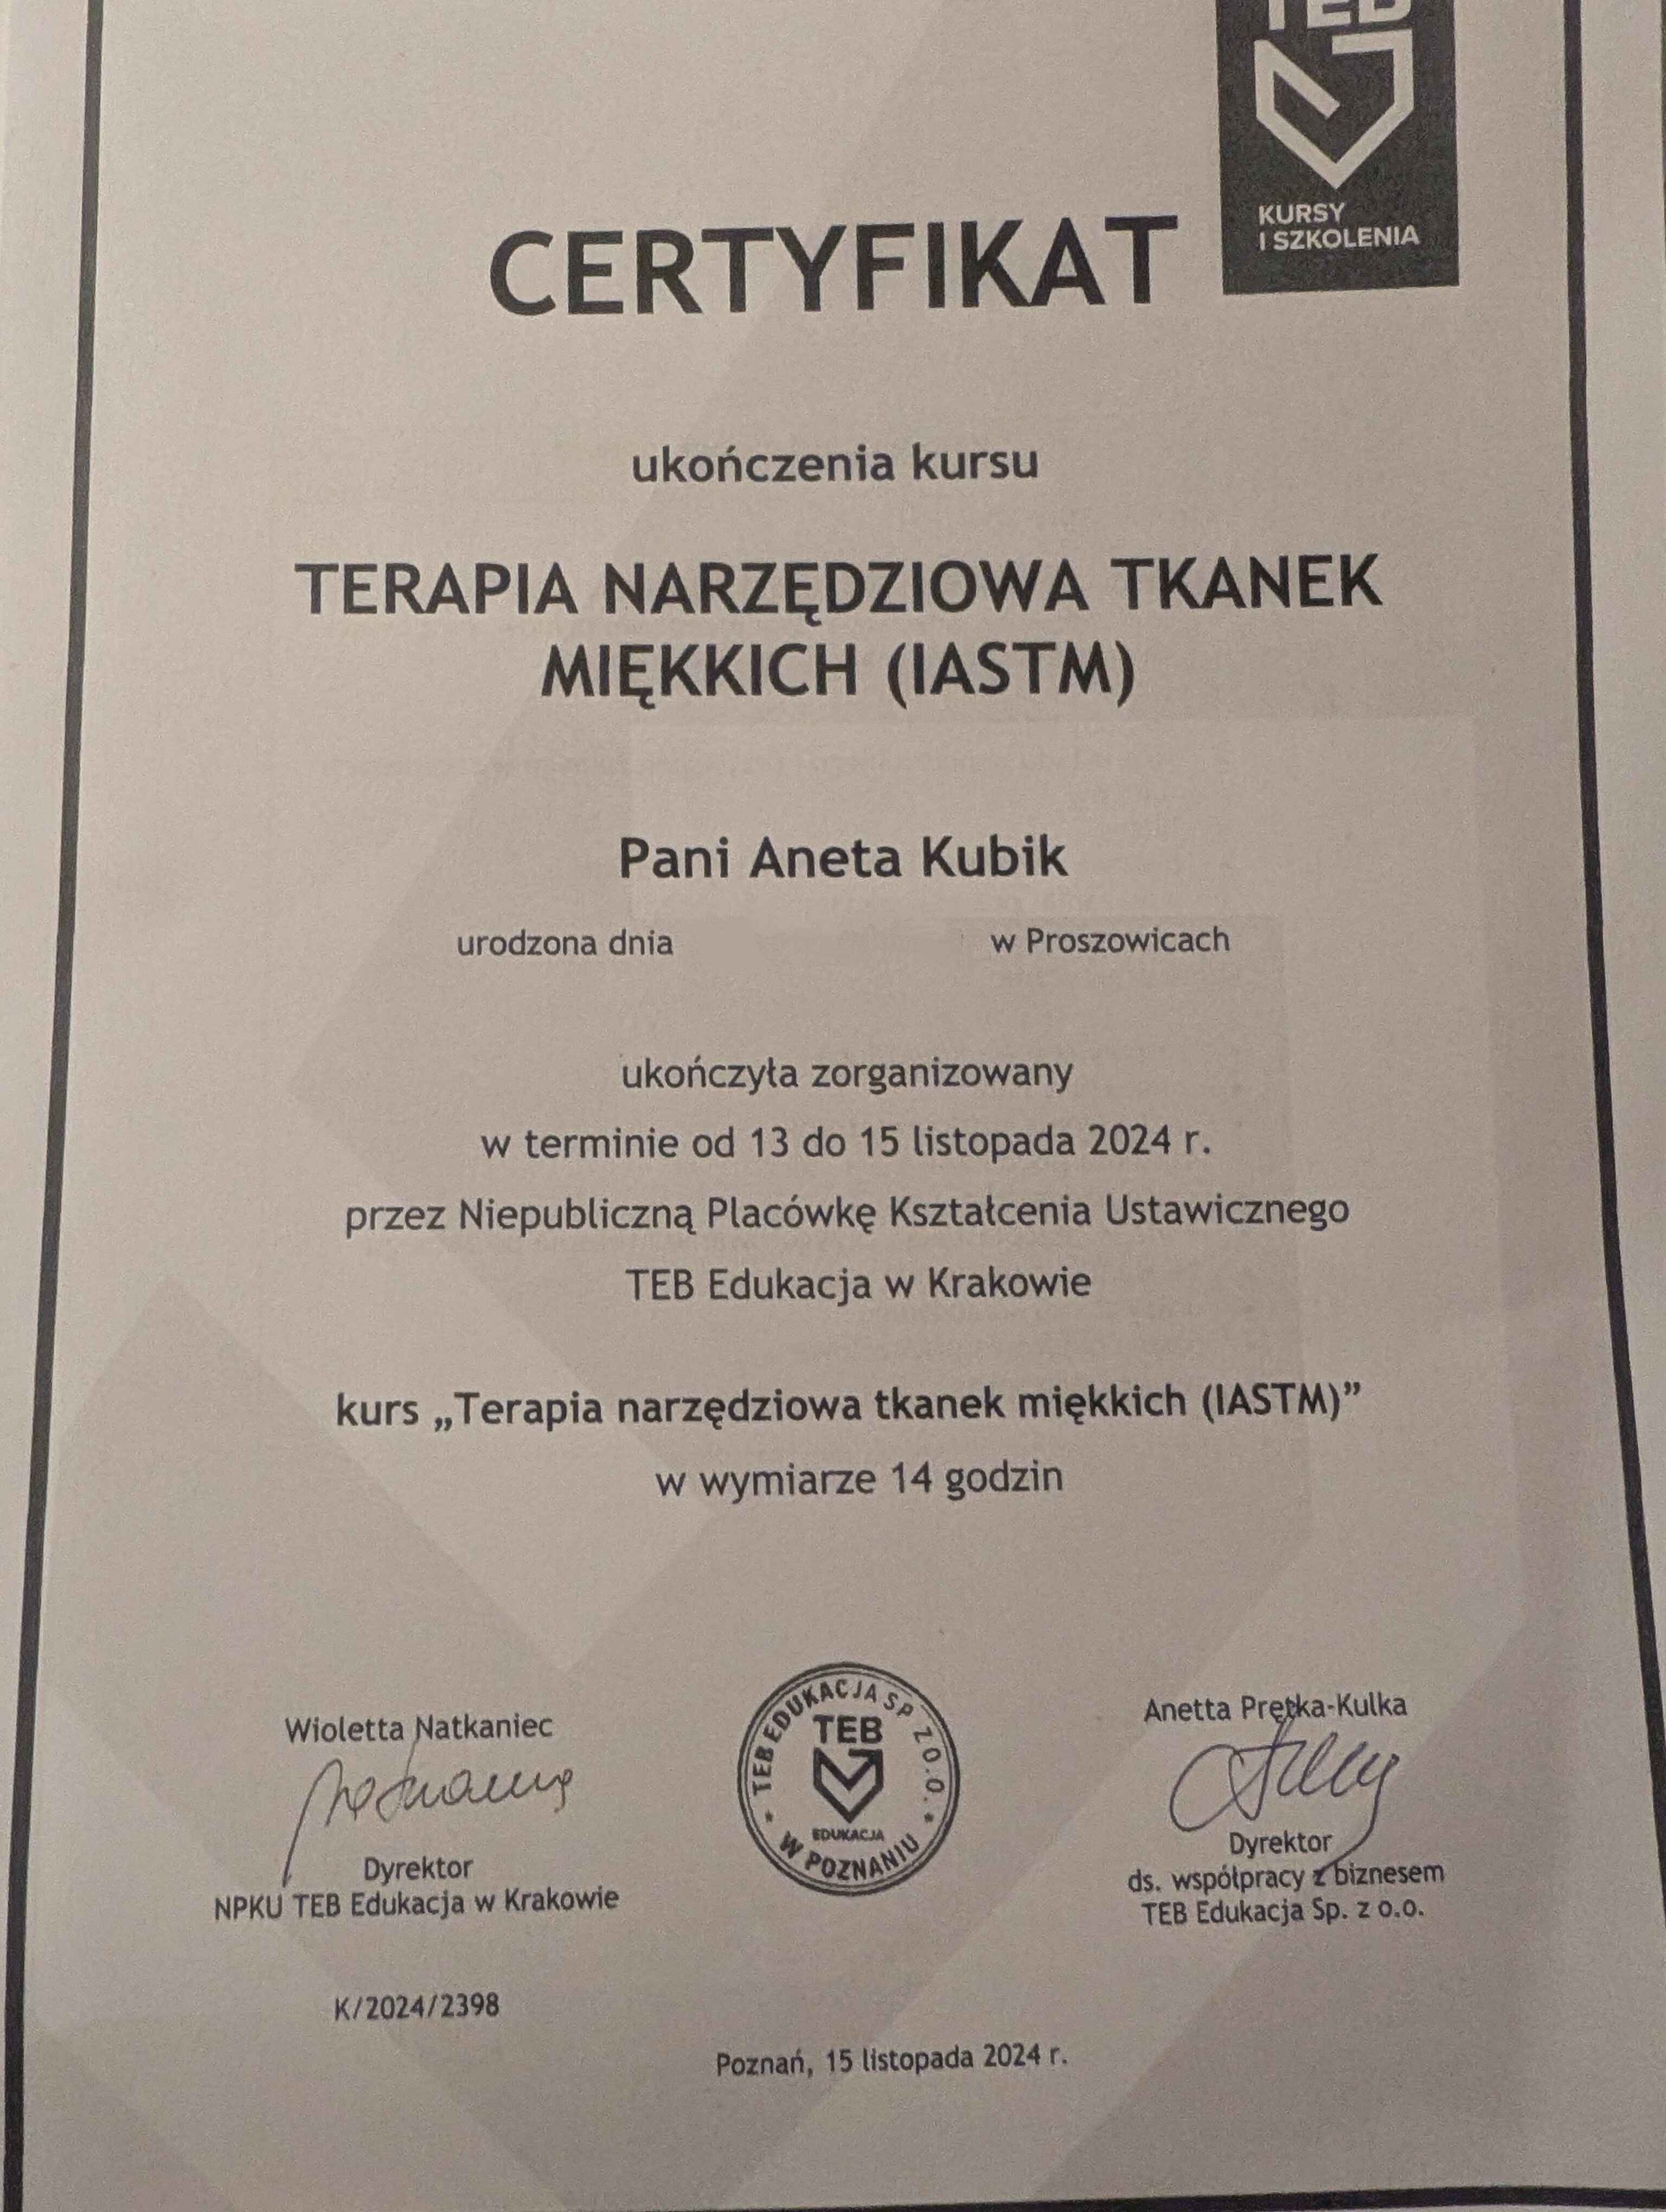 TEB
KURSY
I SZKOLENIA
CERTYFIKAT
ukończenia kursu
TERAPIA NARZĘDZIOWA TKANEK
MIĘKKICH (IASTM)
Pani Aneta Kubik
urodzona dnia w Proszowicach
ukończyła zorganizowany
w terminie od 13 do 15 listopada 2024 r.
przez Niepubliczną Placówkę Kształcenia Ustawicznego
TEB Edukacja w Krakowie
kurs „Terapia narzędziowa tkanek miękkich (IASTM)”
w wymiarze 14 godzin
Wioletta Natkaniec
Dyrektor
NPKU TEB Edukacja w Krakowie
TEB EDUKACJA SP. Z O.O.
TEB
EDUKACJA
W POZNANIU
Anetta Prętka-Kulka
Dyrektor
ds. współpracy z biznesem
TEB Edukacja Sp. z o.o.
K/2024/2398
Poznań, 15 listopada 2024 r.